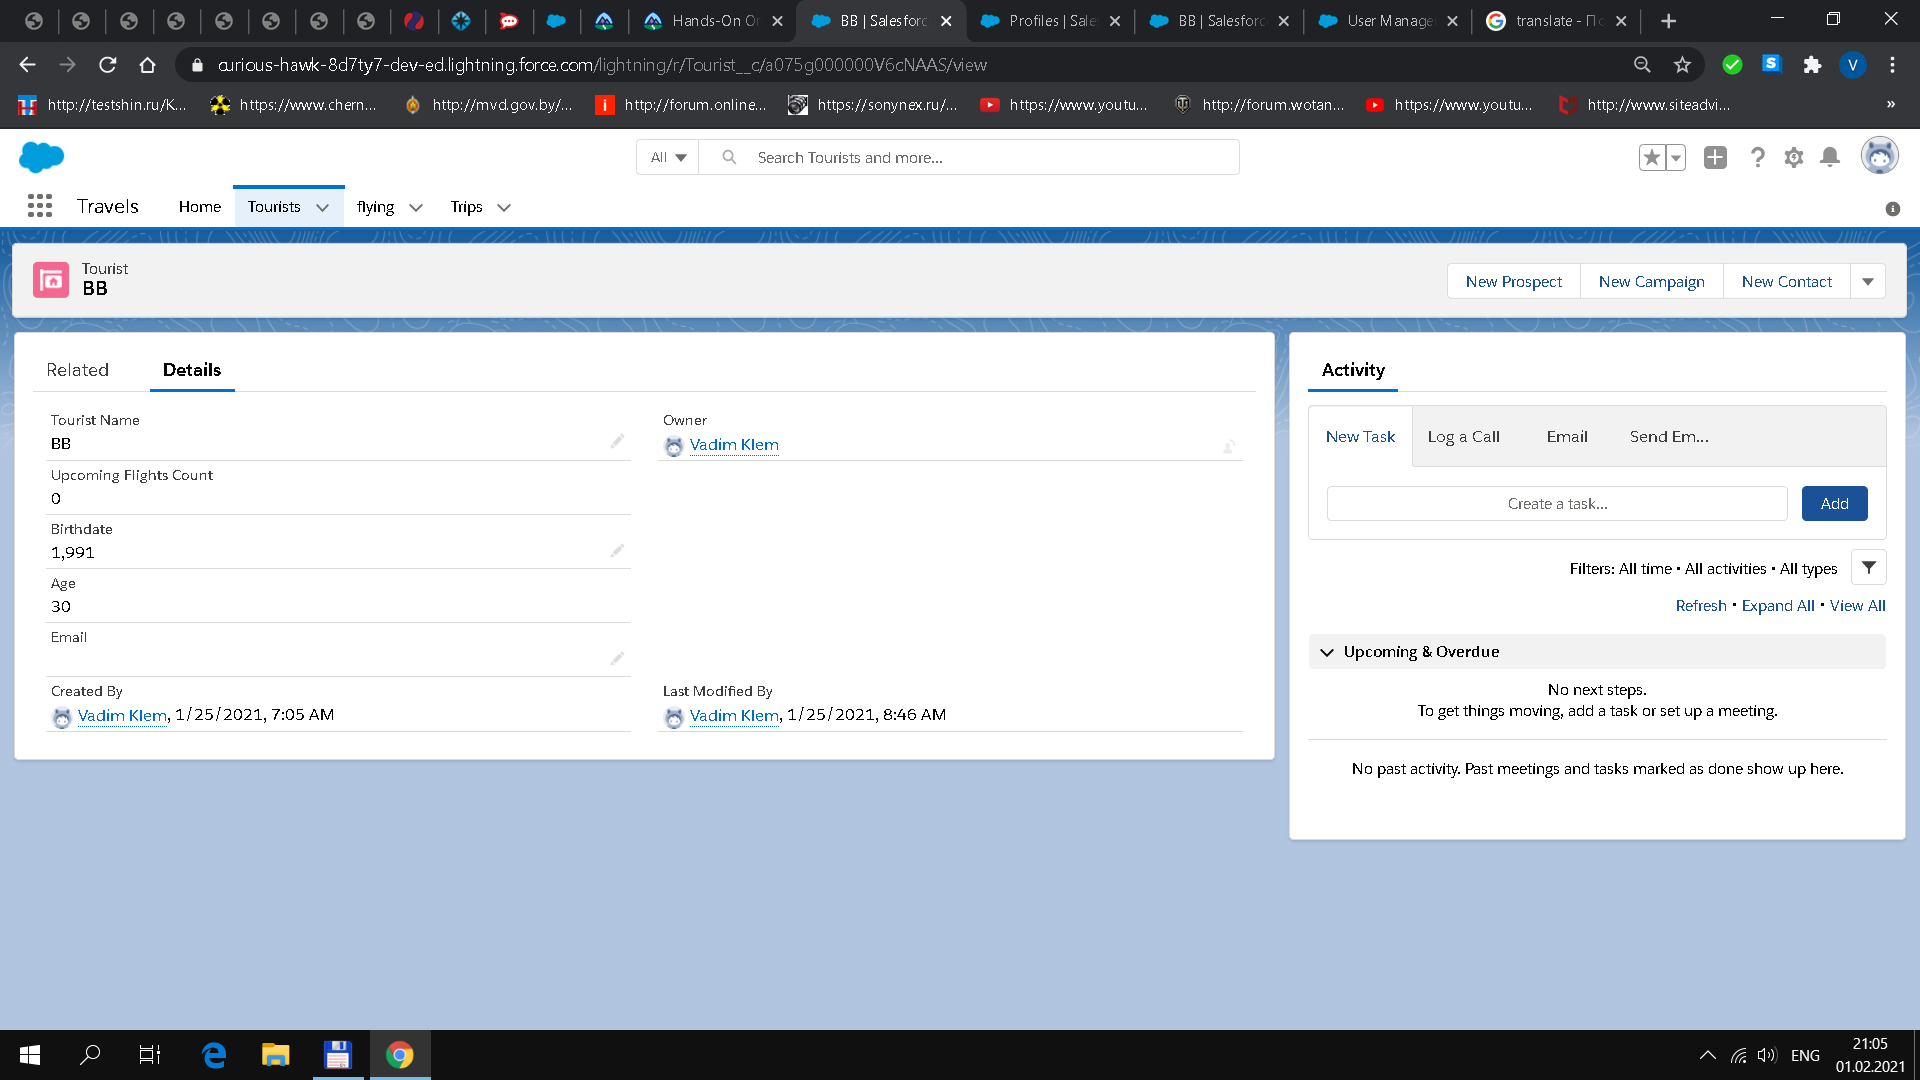 Hands-On Or
BB | Salesforc
Profiles | Sale
BB | Salesforc
User Manage
translate - По
curious-hawk-8d7ty7-dev-ed.lightning.force.com/lightning/r/Tourist__c/a075g000000V6cNAAS/view
S
V
http://testshin.ru/K...
https://www.chern...
http://mvd.gov.by/...
http://forum.online...
https://sonynex.ru/...
https://www.youtu...
http://forum.wotan...
https://www.youtu...
http://www.siteadvi...
»
All
Search Tourists and more...
Travels
Home
Tourists
flying
Trips
Tourist
BB
New Prospect
New Campaign
New Contact
Related
Details
Tourist Name
BB
Owner
Vadim Klem
Upcoming Flights Count
0
Birthdate
1,991
Age
30
Email
Created By
Vadim Klem, 1/25/2021, 7:05 AM
Last Modified By
Vadim Klem, 1/25/2021, 8:46 AM
Activity
New Task
Log a Call
Email
Send Em...
Create a task...
Add
Filters: All time • All activities • All types
Refresh • Expand All • View All
Upcoming & Overdue
No next steps.
To get things moving, add a task or set up a meeting.
No past activity. Past meetings and tasks marked as done show up here.
ENG
21:05
01.02.2021